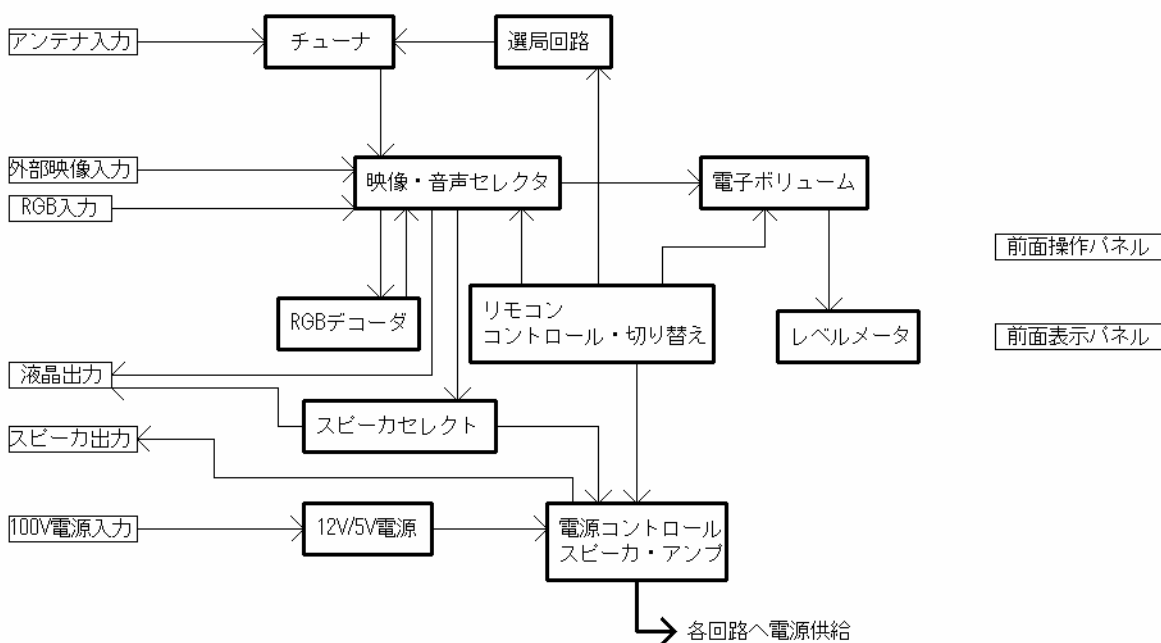 アンテナ入力
チューナ
選局回路
外部映像入力
映像・音声セレクタ
電子ボリューム
RGB入力
前面操作パネル
RGBデコーダ
リモコン
コントロール・切り替え
レベルメータ
前面表示パネル
液晶出力
スピーカセレクト
スピーカ出力
100V電源入力
12V/5V電源
電源コントロール
スピーカ・アンプ
各回路へ電源供給